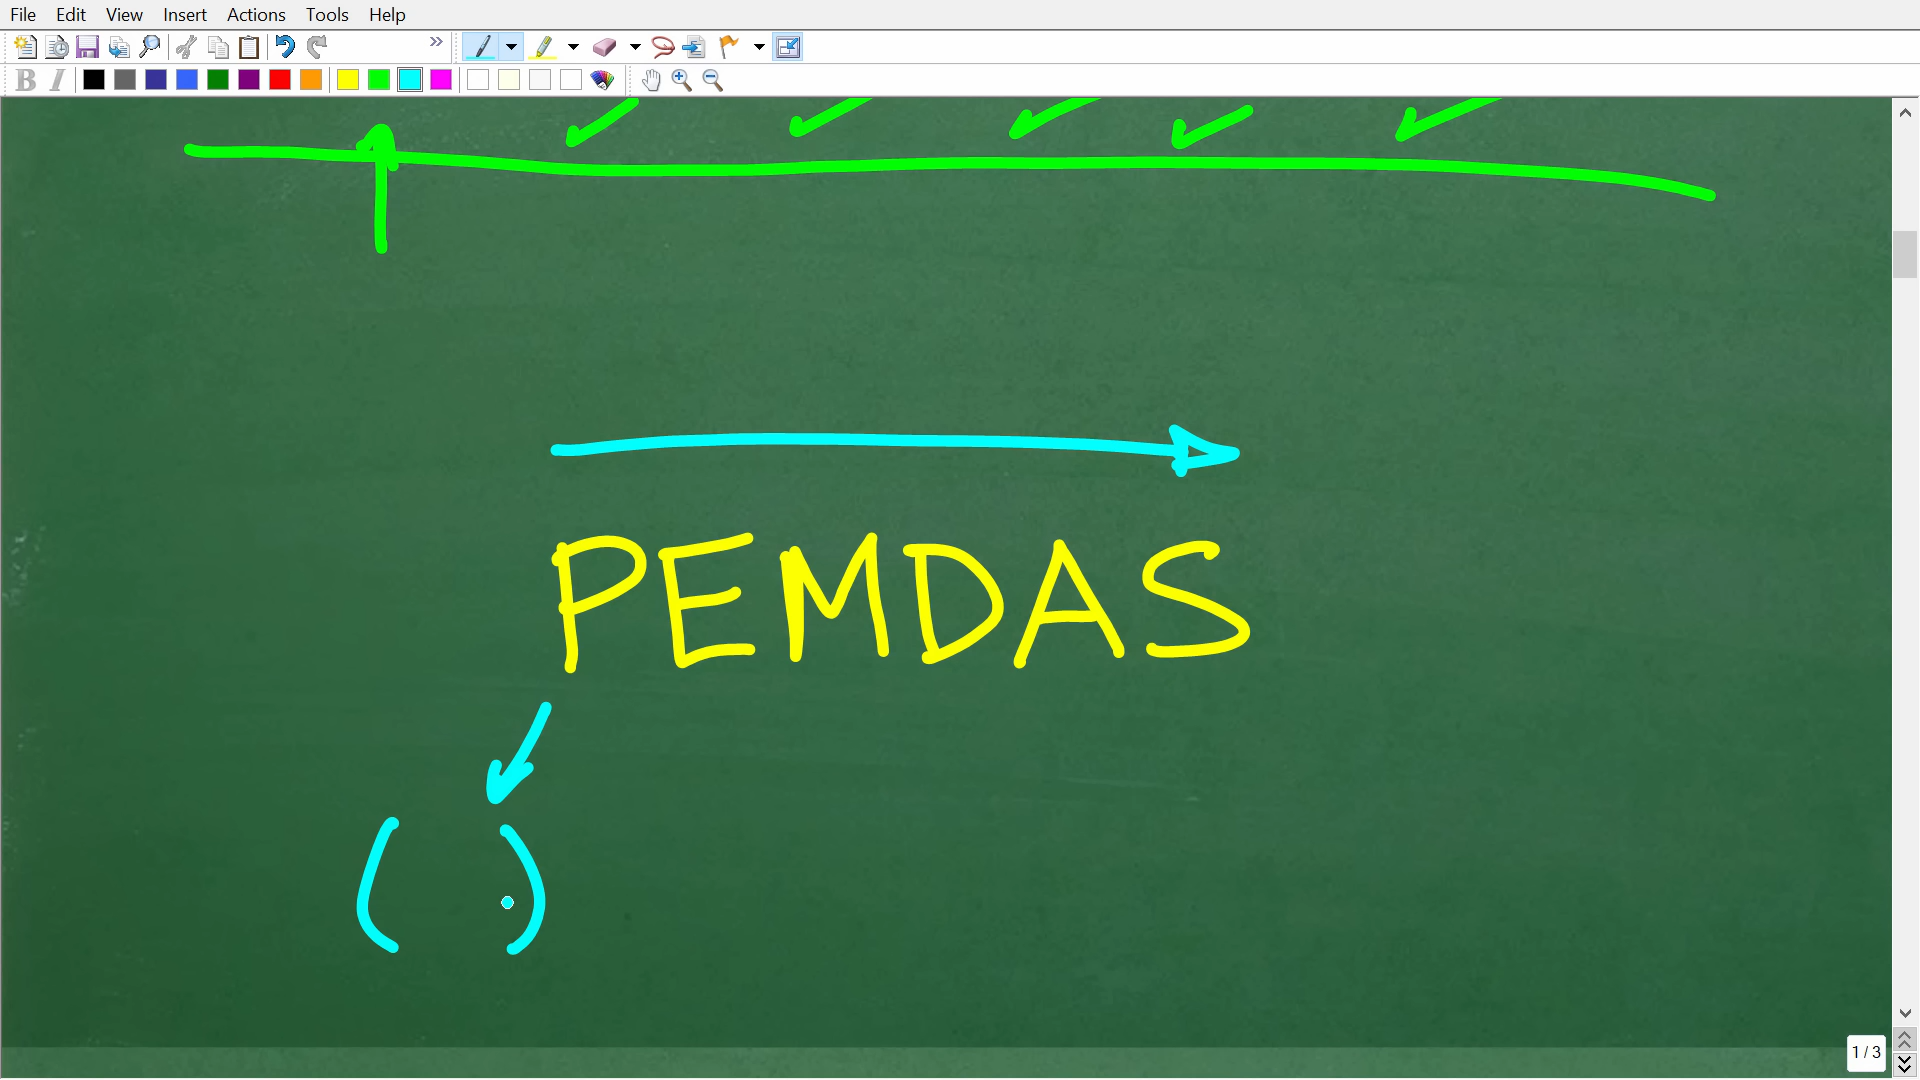 File Edit View Insert Actions Tools Help
B I
PEMDAS
( )
1 / 3